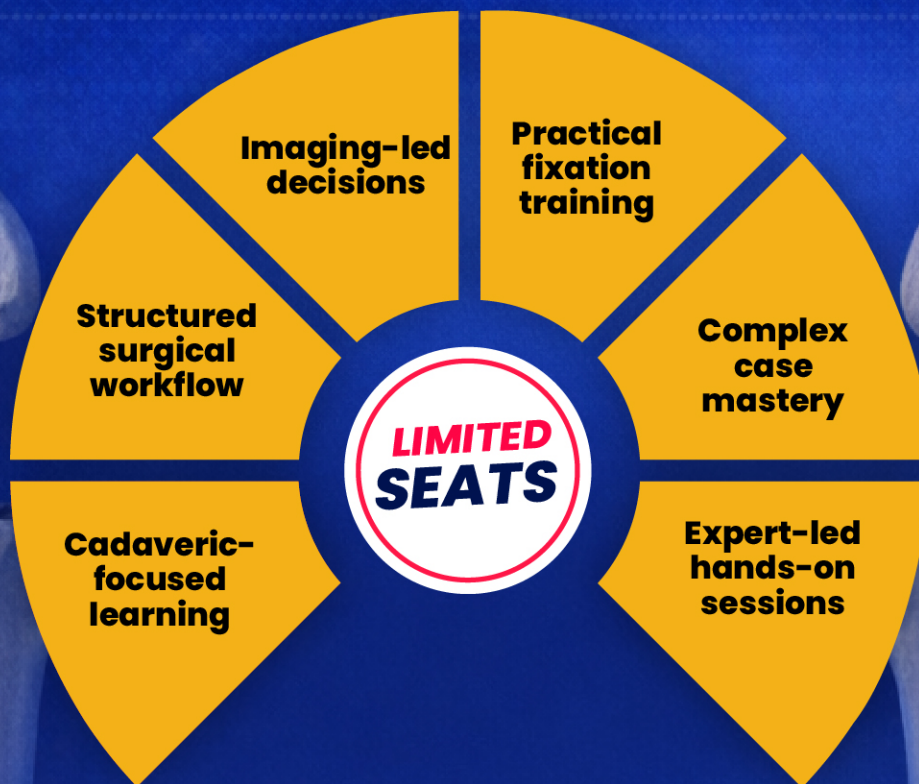 Imaging-led
decisions
Practical
fixation
training
Structured
surgical
workflow
Complex
case
mastery
LIMITED
SEATS
Cadaveric-
focused
learning
Expert-led
hands-on
sessions